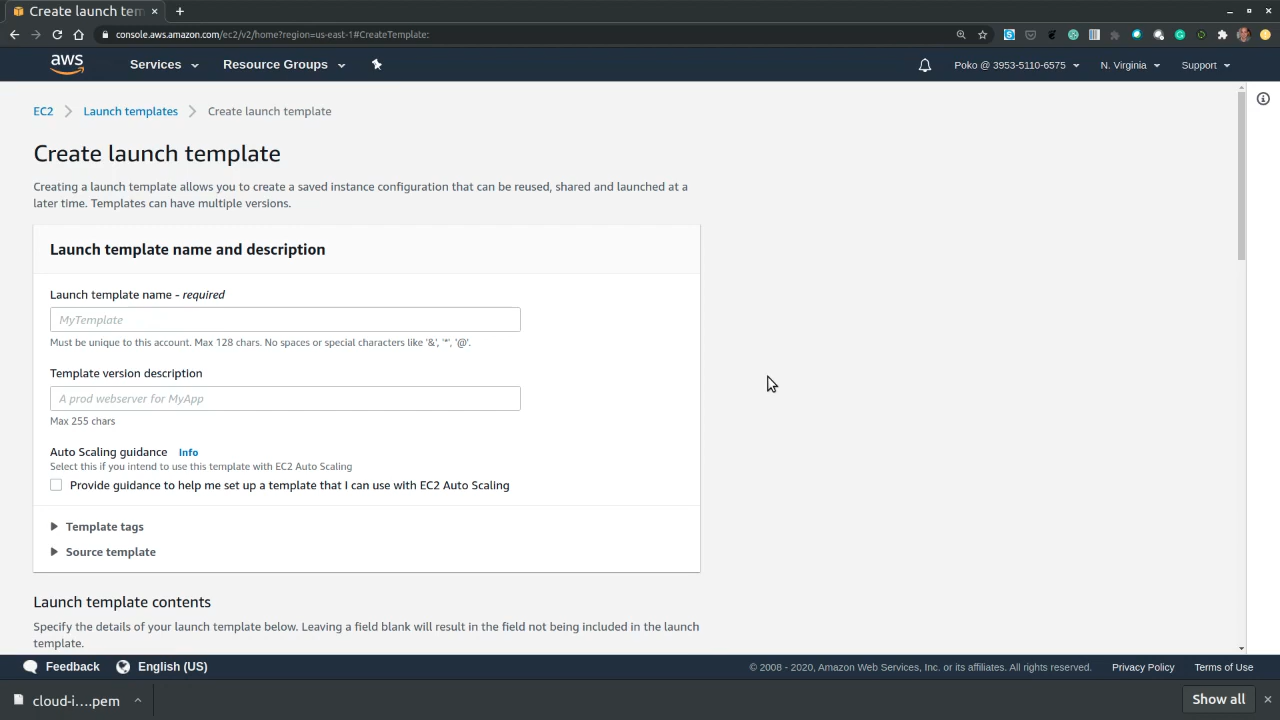 Create launch tem
console.aws.amazon.com/ec2/v2/home?region=us-east-1#CreateTemplate:
aws
Services
Resource Groups
Poko @ 3953-5110-6575
N. Virginia
Support
EC2
Launch templates
Create launch template
Create launch template
Creating a launch template allows you to create a saved instance configuration that can be reused, shared and launched at a
later time. Templates can have multiple versions.
Launch template name and description
Launch template name - required
MyTemplate
Must be unique to this account. Max 128 chars. No spaces or special characters like '&', '*', '@'.
Template version description
A prod webserver for MyApp
Max 255 chars
Auto Scaling guidance Info
Select this if you intend to use this template with EC2 Auto Scaling
Provide guidance to help me set up a template that I can use with EC2 Auto Scaling
Template tags
Source template
Launch template contents
Specify the details of your launch template below. Leaving a field blank will result in the field not being included in the launch
template.
Feedback
English (US)
© 2008 - 2020, Amazon Web Services, Inc. or its affiliates. All rights reserved.
Privacy Policy
Terms of Use
cloud-i....pem
Show all